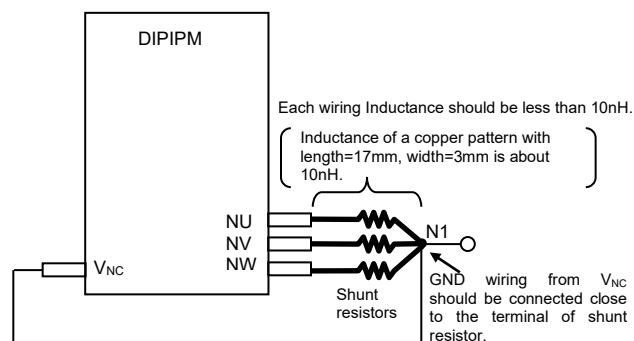 DIPIPM
Each wiring Inductance should be less than 10nH.
Inductance of a copper pattern with
length=17mm, width=3mm is about
10nH.
NU
NV
NW
N1
VNC
Shunt
resistors
GND wiring from VNC
should be connected close
to the terminal of shunt
resistor.